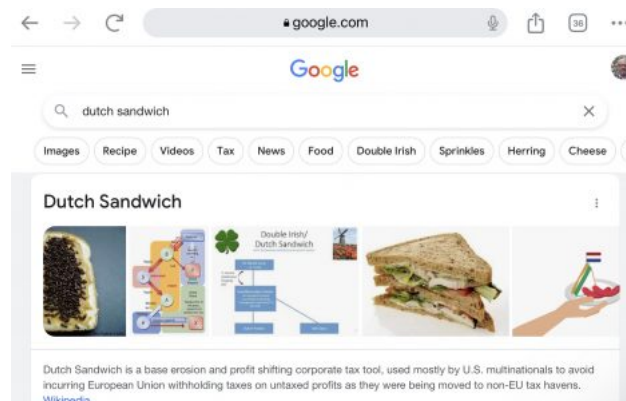 google.com
36
Google
dutch sandwich
Images Recipe Videos Tax News Food Double Irish Sprinkles Herring Cheese
Dutch Sandwich
Double Irish/
Dutch Sandwich
Dutch Sandwich is a base erosion and profit shifting corporate tax tool, used mostly by U.S. multinationals to avoid
incurring European Union withholding taxes on untaxed profits as they were being moved to non-EU tax havens.
Wikipedia